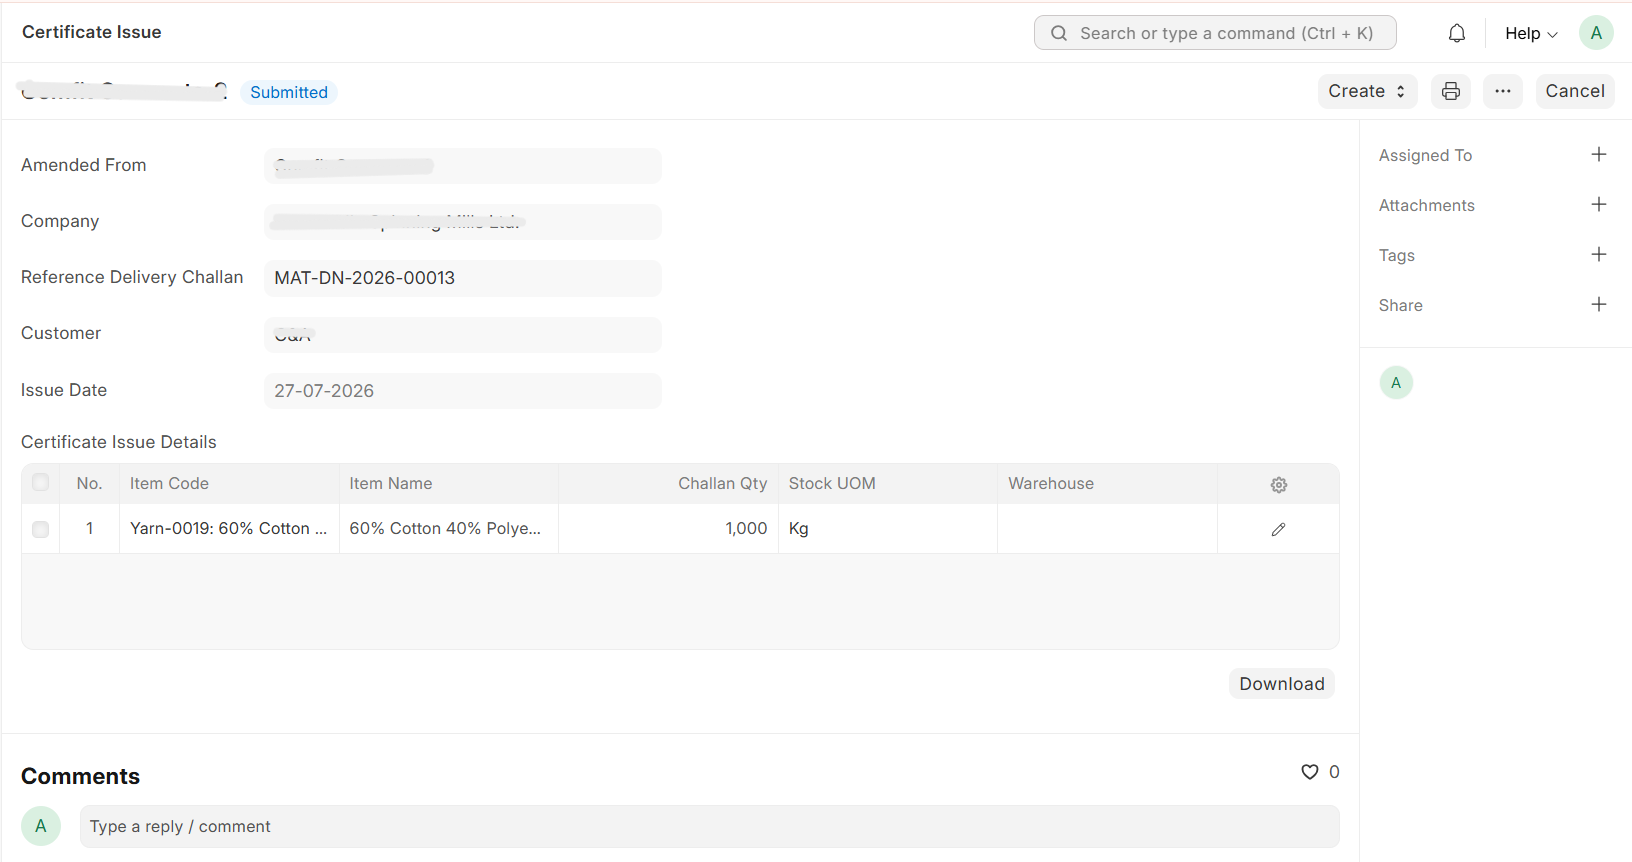 Certificate Issue
Search or type a command (Ctrl + K)
Help
A
Submitted
Create
Cancel
Amended From
Company
Reference Delivery Challan
MAT-DN-2026-00013
Customer
Issue Date
27-07-2026
Assigned To
Attachments
Tags
Share
A
Certificate Issue Details
No. Item Code Item Name Challan Qty Stock UOM Warehouse
1 Yarn-0019: 60% Cotton ... 60% Cotton 40% Polye... 1,000 Kg
Download
Comments
0
A
Type a reply / comment